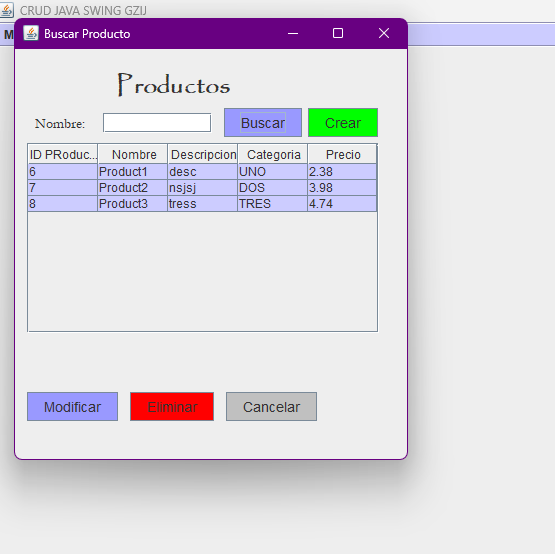 CRUD JAVA SWING GZIJ
M
Buscar Producto
Productos
Nombre: Buscar Crear
ID PRoduc... Nombre Descripcion Categoria Precio
6 Product1 desc UNO 2.38
7 Product2 nsjsj DOS 3.98
8 Product3 tress TRES 4.74
Modificar Eliminar Cancelar